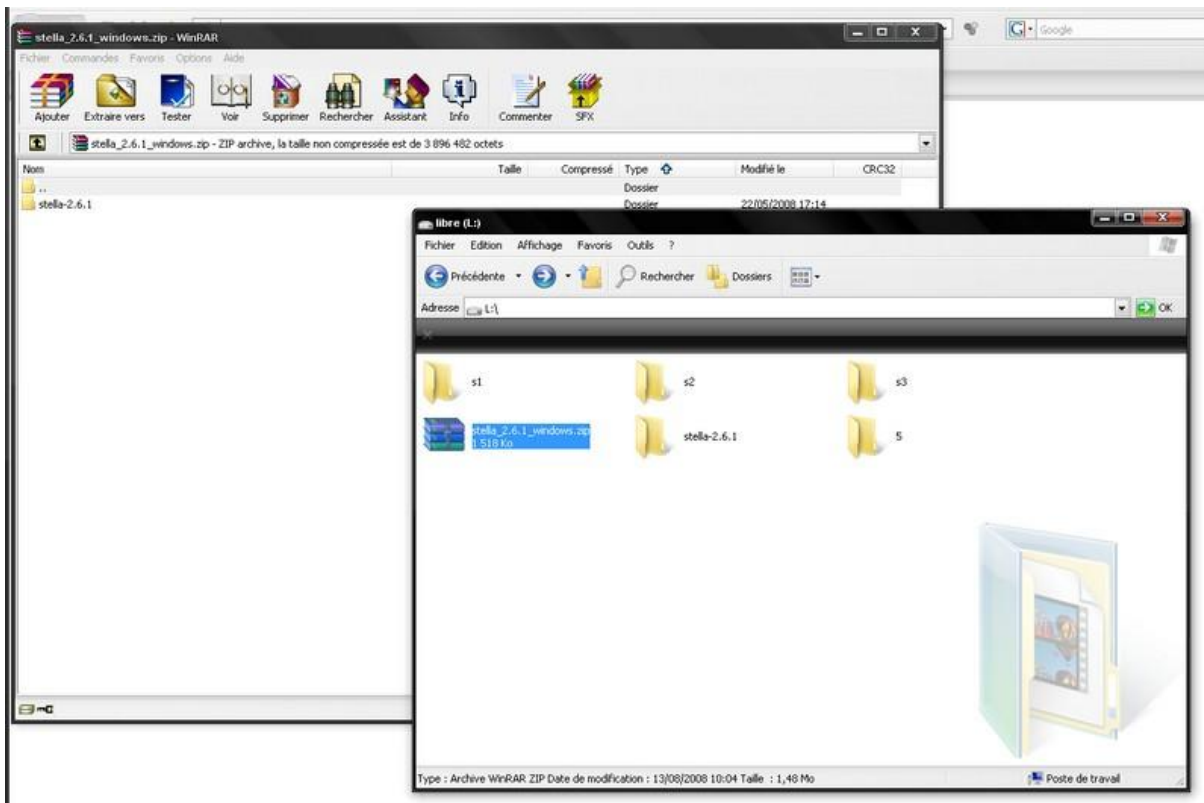 Google
stella_2.6.1_windows.zip - WinRAR
Fichier Commandes Favoris Options Aide
Ajouter Extraire vers Tester Voir Supprimer Rechercher Assistant Info Commenter SFX
stella_2.6.1_windows.zip - ZIP archive, la taille non compressée est de 3 896 482 octets
Nom Taille Compressé Type Modifié le CRC32
.. Dossier
stella-2.6.1 Dossier 22/05/2008 17:14
libre (L:)
Fichier Edition Affichage Favoris Outils ?
Précédente Rechercher Dossiers
Adresse L:\ OK
s1 s2 s3
stella_2.6.1_windows.zip
1 518 Ko
stella-2.6.1 5
Type : Archive WinRAR ZIP Date de modification : 13/08/2008 10:04 Taille : 1,48 Mo
Poste de travail